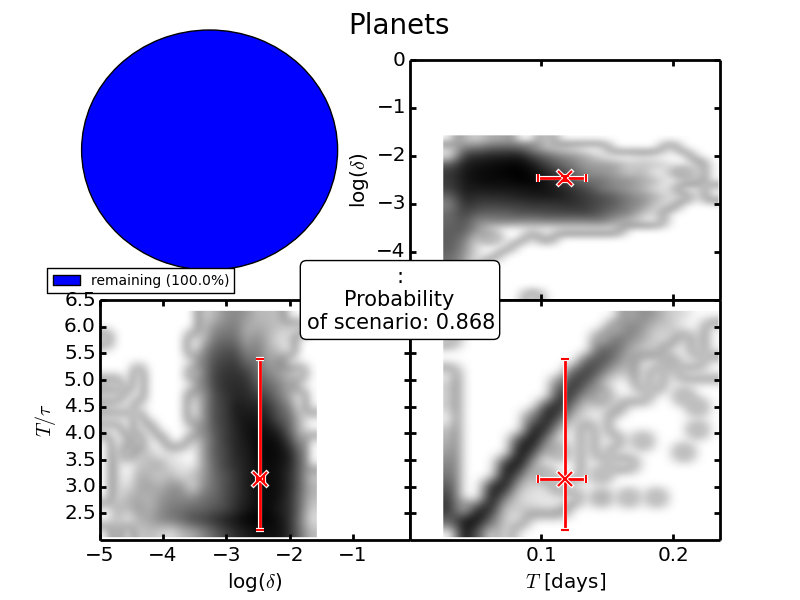 Planets
remaining (100.0%)
0
−1
−2
−3
−4
log(δ)
:
Probability
of scenario: 0.868
6.5
6.0
5.5
5.0
4.5
4.0
3.5
3.0
2.5
T/τ
−5 −4 −3 −2 −1
log(δ)
0.1 0.2
T [days]